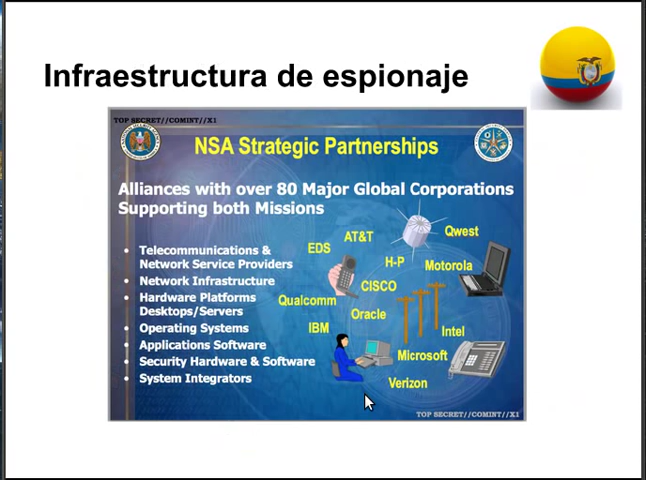 Infraestructura de espionaje
TOP SECRET//COMINT//X1
NSA Strategic Partnerships
Alliances with over 80 Major Global Corporations
Supporting both Missions
• Telecommunications &
Network Service Providers
• Network Infrastructure
• Hardware Platforms
Desktops/Servers
• Operating Systems
• Applications Software
• Security Hardware & Software
• System Integrators
Qwest
AT&T
EDS
H-P
Motorola
CISCO
Qualcomm
Oracle
IBM
Intel
Microsoft
Verizon
TOP SECRET//COMINT//X1